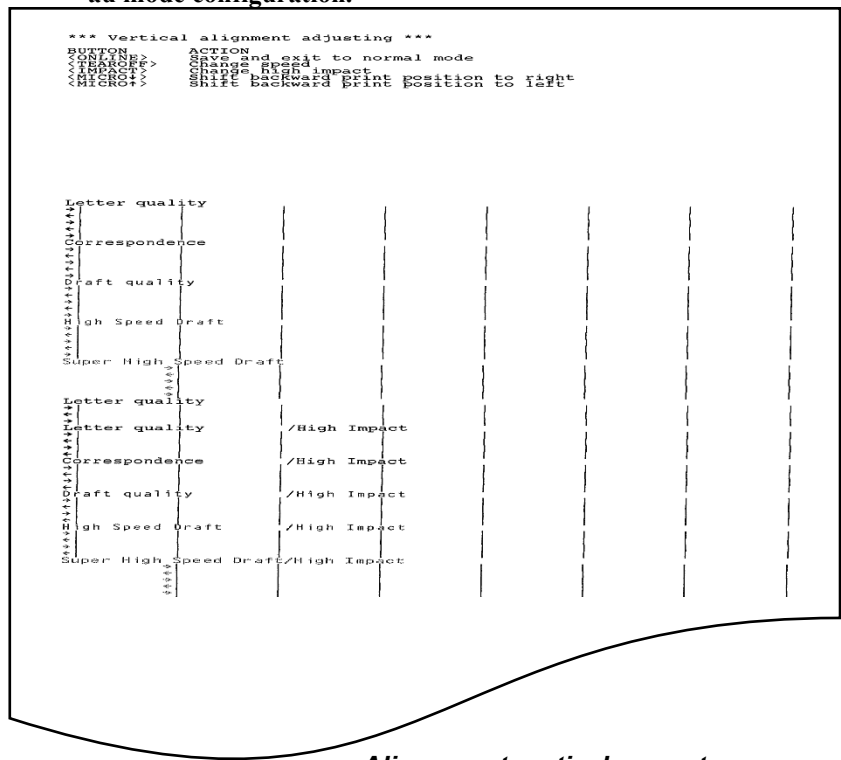 au mode configuration.
*** Vertical alignment adjusting ***
BUTTON ACTION
<ONLINE> Save and exit to normal mode
<TEAROFF> Change speed
<IMPACT> Change high impact
<MICRO↓> Shift backward print position to right
<MICRO↑> Shift backward print position to left
Letter quality
Correspondence
Draft quality
High Speed Draft
Super High Speed Draft
Letter quality
Letter quality /High Impact
Correspondence /High Impact
Draft quality /High Impact
High Speed Draft /High Impact
Super High Speed Draft/High Impact